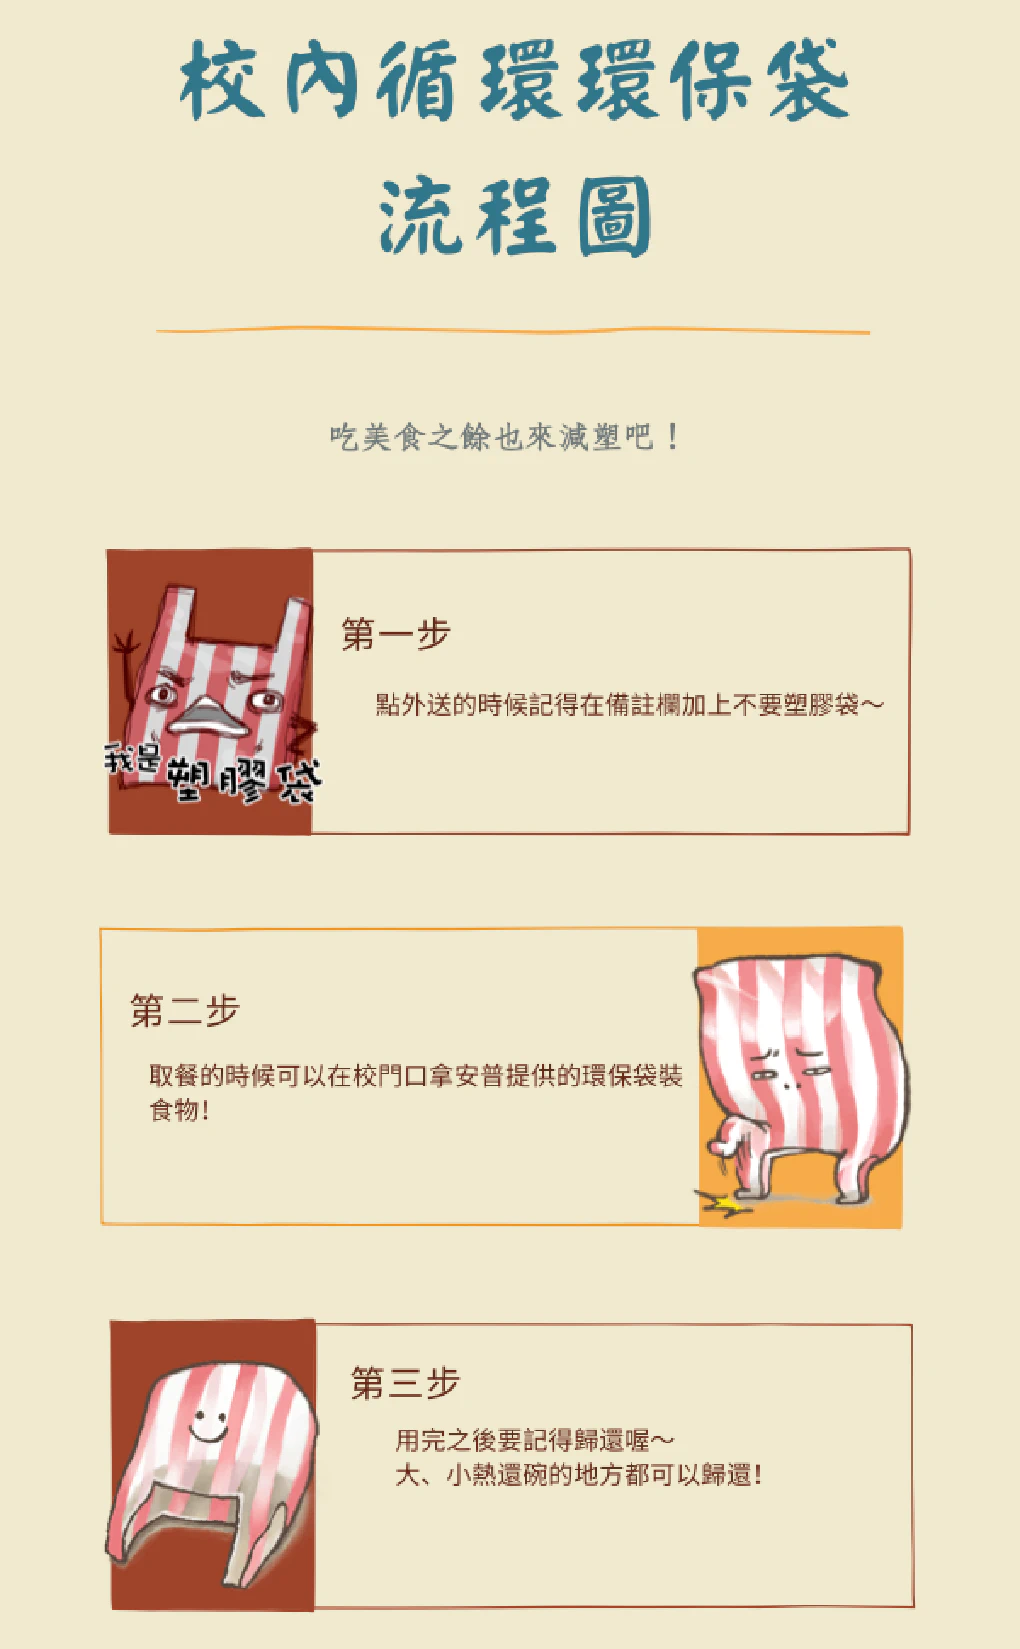 校內循環環保袋
流程圖
吃美食之餘也來減塑吧！
我是塑膠袋
第一步
點外送的時候記得在備註欄加上不要塑膠袋～
第二步
取餐的時候可以在校門口拿安普提供的環保袋裝
食物！
第三步
用完之後要記得歸還喔～
大、小熱還碗的地方都可以歸還！